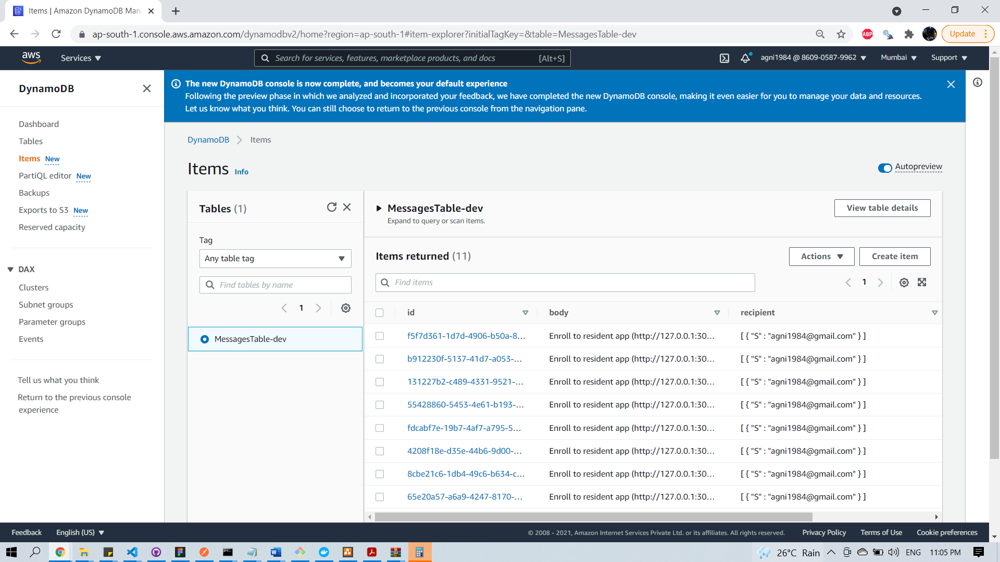 Items | Amazon DynamoDB Mana
ap-south-1.console.aws.amazon.com/dynamodbv2/home?region=ap-south-1#item-explorer?initialTagKey=&table=MessagesTable-dev
ABP
Update
aws
Services
Search for services, features, marketplace products, and docs
[Alt+S]
agni1984 @ 8609-0587-9962
Mumbai
Support
DynamoDB
The new DynamoDB console is now complete, and becomes your default experience
Following the preview phase in which we analyzed and incorporated your feedback, we have completed the new DynamoDB console, making it even easier for you to manage your data and resources.
Let us know what you think. You can still choose to return to the previous console from the navigation pane.
Dashboard
Tables
Items New
PartiQL editor New
Backups
Exports to S3 New
Reserved capacity
DAX
Clusters
Subnet groups
Parameter groups
Events
Tell us what you think
Return to the previous console
experience
DynamoDB Items
Items Info
Autopreview
Tables (1)
Tag
Any table tag
Find tables by name
1
MessagesTable-dev
MessagesTable-dev
Expand to query or scan items.
View table details
Items returned (11)
Actions
Create item
Find items
1
id body recipient
f5f7d361-1d7d-4906-b50a-8... Enroll to resident app (http://127.0.0.1:30... [ { "S" : "agni1984@gmail.com" } ]
b912230f-5137-41d7-a053-... Enroll to resident app (http://127.0.0.1:30... [ { "S" : "agni1984@gmail.com" } ]
131227b2-c489-4331-9521-... Enroll to resident app (http://127.0.0.1:30... [ { "S" : "agni1984@gmail.com" } ]
55428860-5453-4e61-b193-... Enroll to resident app (http://127.0.0.1:30... [ { "S" : "agni1984@gmail.com" } ]
fdcabf7e-19b7-4af7-a795-5... Enroll to resident app (http://127.0.0.1:30... [ { "S" : "agni1984@gmail.com" } ]
4208f18e-d35e-44b6-9d00-... Enroll to resident app (http://127.0.0.1:30... [ { "S" : "agni1984@gmail.com" } ]
8cbe21c6-1db4-49c6-b634-c... Enroll to resident app (http://127.0.0.1:30... [ { "S" : "agni1984@gmail.com" } ]
65e20a57-a6a9-4247-8170-... Enroll to resident app (http://127.0.0.1:30... [ { "S" : "agni1984@gmail.com" } ]
Feedback
English (US)
© 2008 - 2021, Amazon Internet Services Private Ltd. or its affiliates. All rights reserved.
Privacy Policy
Terms of Use
Cookie preferences
26°C Rain
ENG
11:05 PM